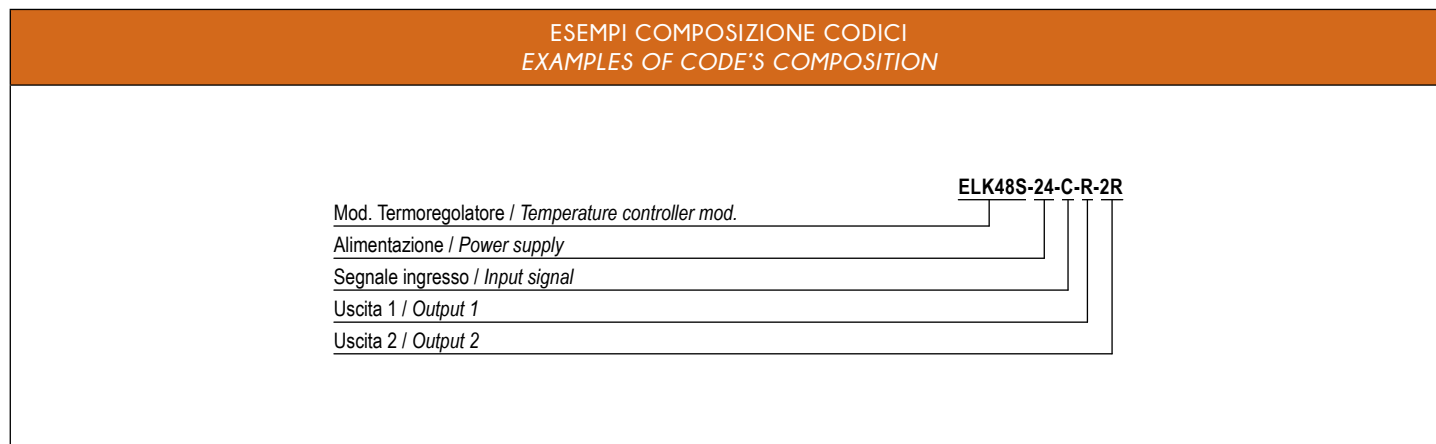 ESEMPI COMPOSIZIONE CODICI
EXAMPLES OF CODE'S COMPOSITION
ELK48S-24-C-R-2R
Mod. Termoregolatore / Temperature controller mod.
Alimentazione / Power supply
Segnale ingresso / Input signal
Uscita 1 / Output 1
Uscita 2 / Output 2